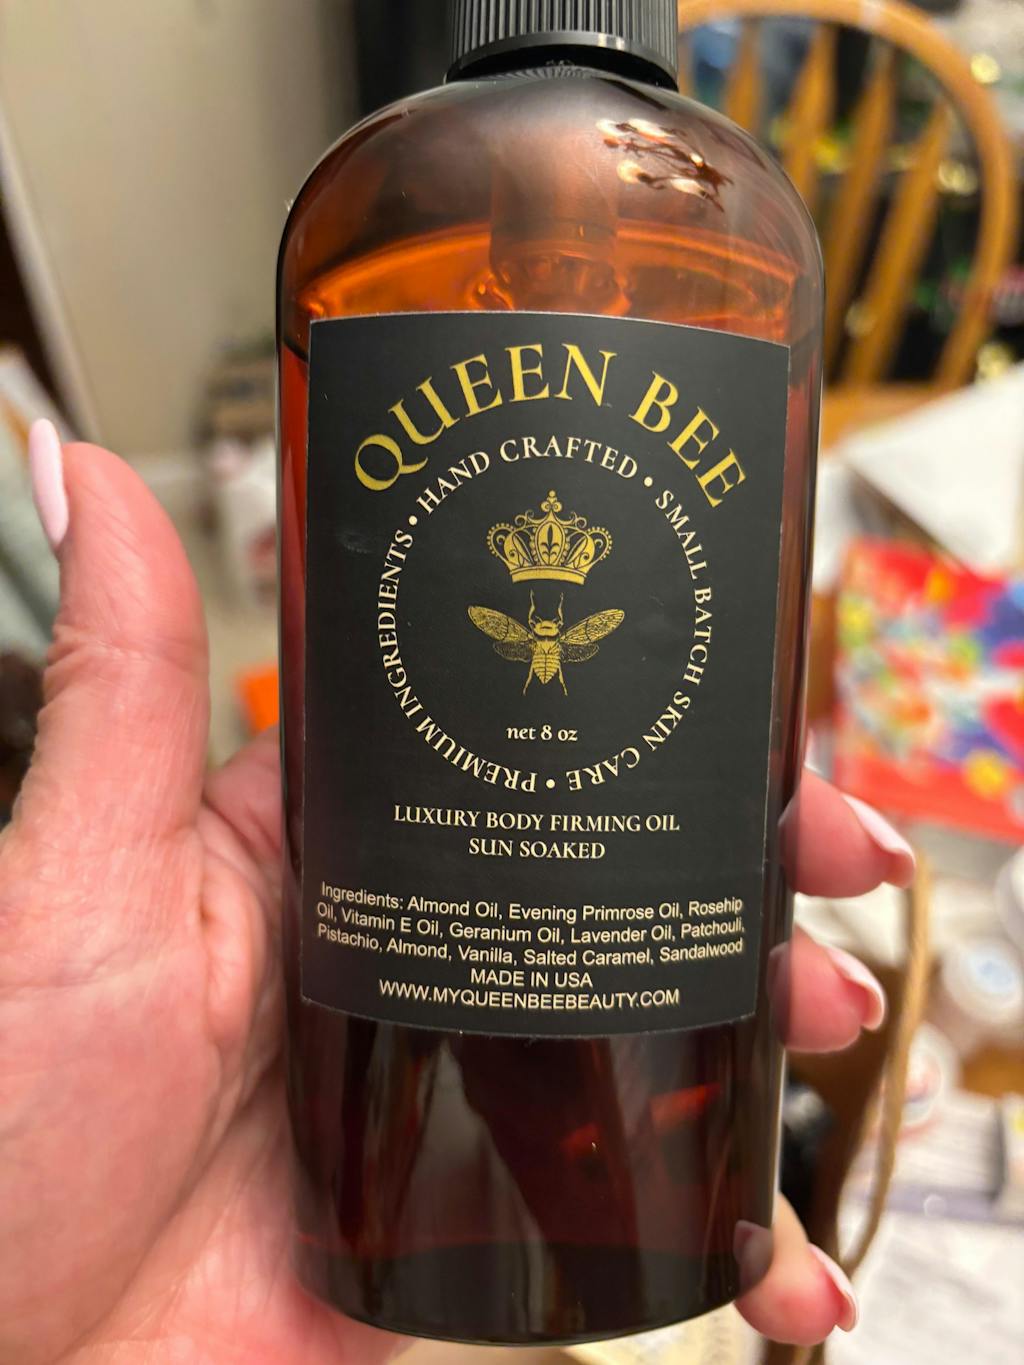 QUEEN BEE
PREMIUM INGREDIENTS • HAND CRAFTED • SMALL BATCH SKIN CARE •
net 8 oz
LUXURY BODY FIRMING OIL
SUN SOAKED
Ingredients: Almond Oil, Evening Primrose Oil, Rosehip
Oil, Vitamin E Oil, Geranium Oil, Lavender Oil, Patchouli,
Pistachio, Almond, Vanilla, Salted Caramel, Sandalwood
MADE IN USA
WWW.MYQUEENBEEBEAUTY.COM